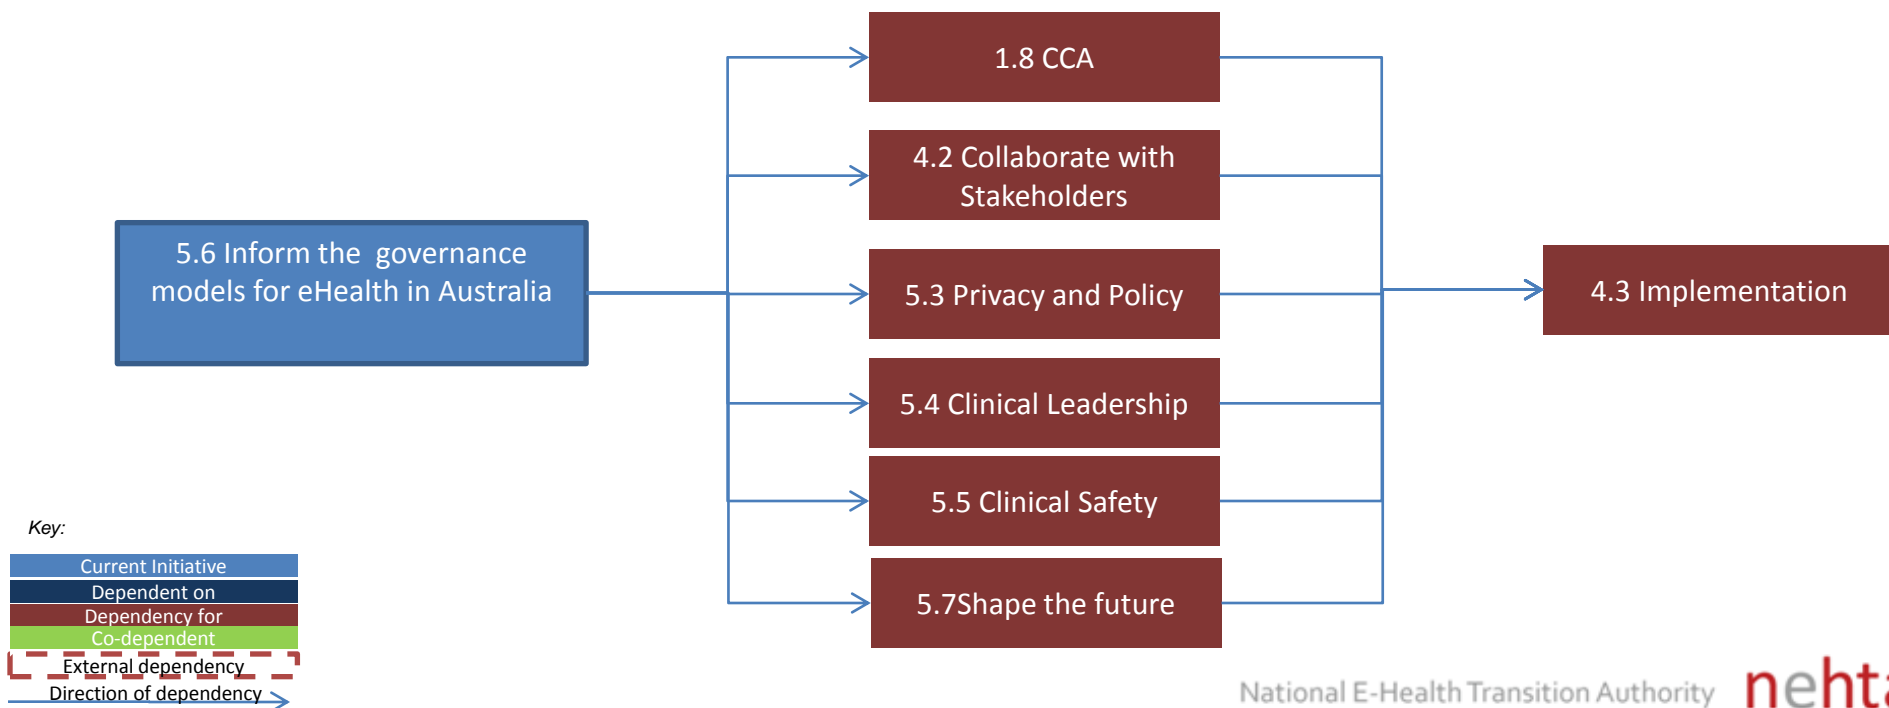 1.8 CCA
4.2 Collaborate with
Stakeholders
5.6 Inform the  governance
models for eHealth in Australia
5.3 Privacy and Policy
4.3 Implementation
5.4 Clinical Leadership
5.5 Clinical Safety
5.7Shape the future
Key:
Current Initiative
Dependent on
Dependency for
Co-dependent
External dependency
Direction of dependency
National E-Health Transition Authority nehta